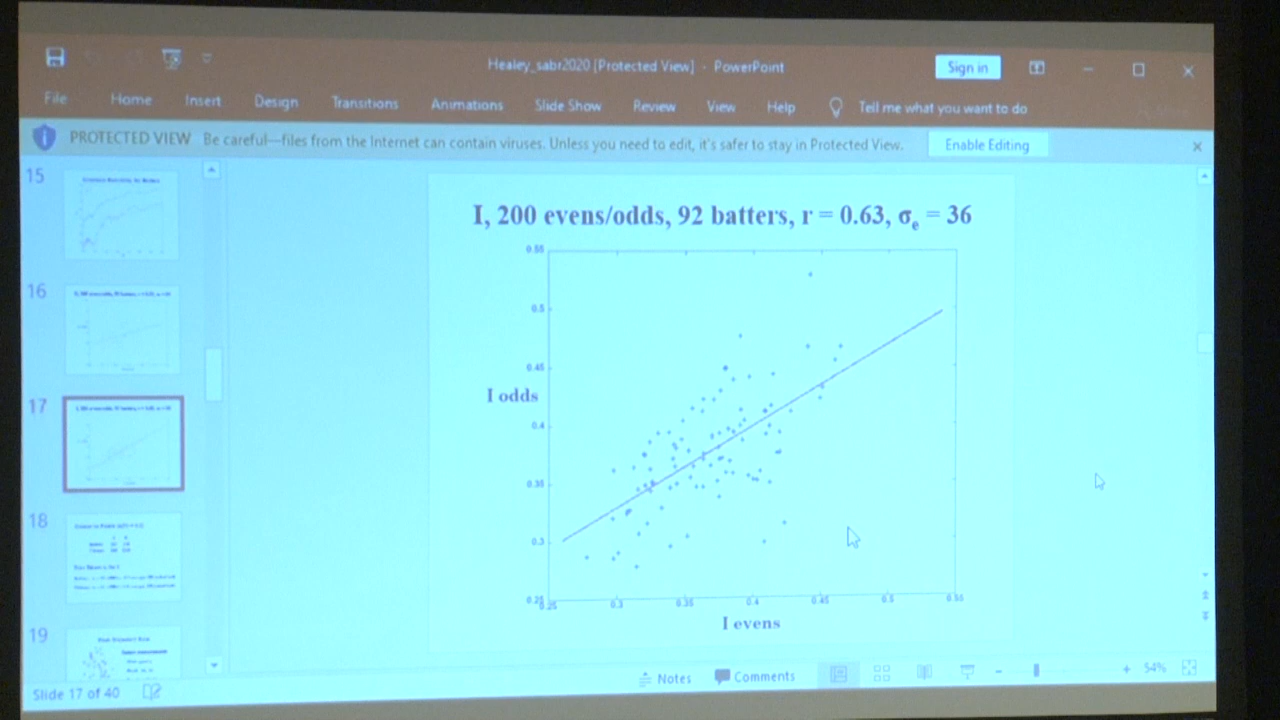 Healey_sabr2020 [Protected View] - PowerPoint
Sign in
File Home Insert Design Transitions Animations Slide Show Review View Help Tell me what you want to do
PROTECTED VIEW Be careful—files from the Internet can contain viruses. Unless you need to edit, it's safer to stay in Protected View. Enable Editing
15
16
17
18
19
I, 200 evens/odds, 92 batters, r = 0.63, σe = 36
0.55
0.5
0.45
I odds
0.4
0.35
0.3
0.25
0.25 0.3 0.35 0.4 0.45 0.5 0.55
I evens
Slide 17 of 40
Notes Comments 54%